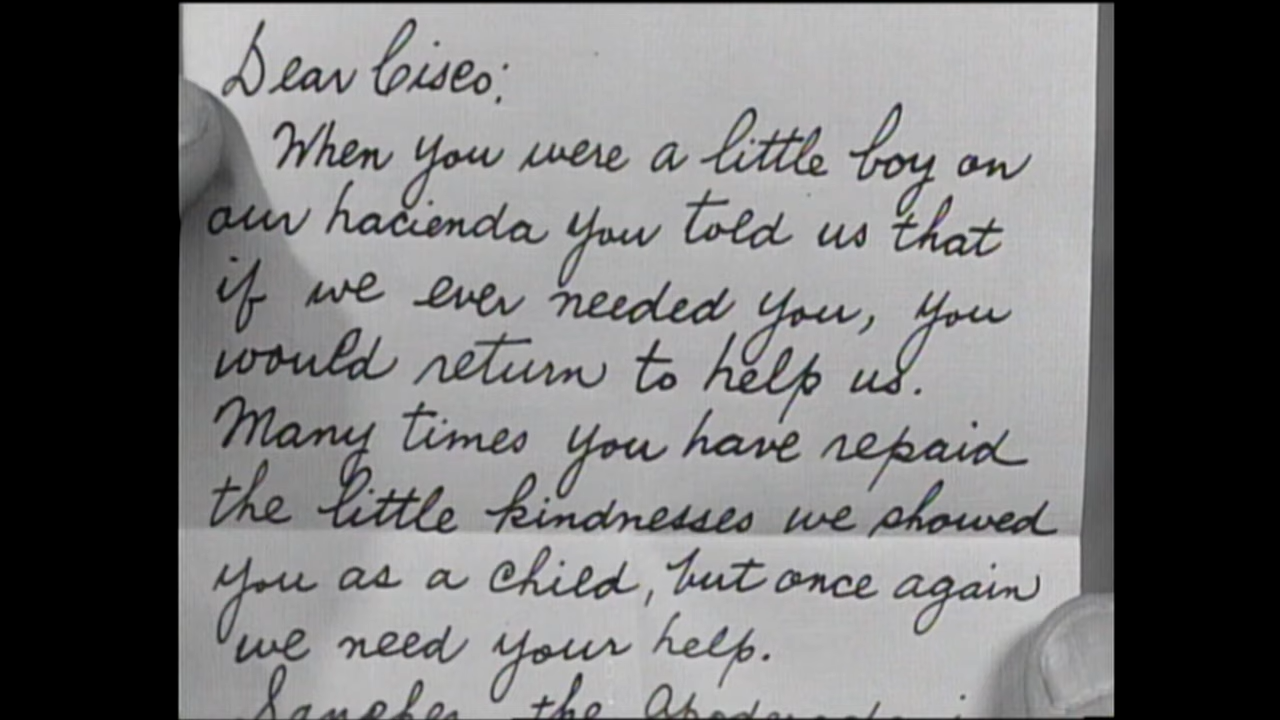 Dear Cisco:
When you were a little boy on
our hacienda you told us that
if we ever needed you, you
would return to help us.
Many times you have repaid
the little kindnesses we showed
you as a child, but once again
we need your help.
the